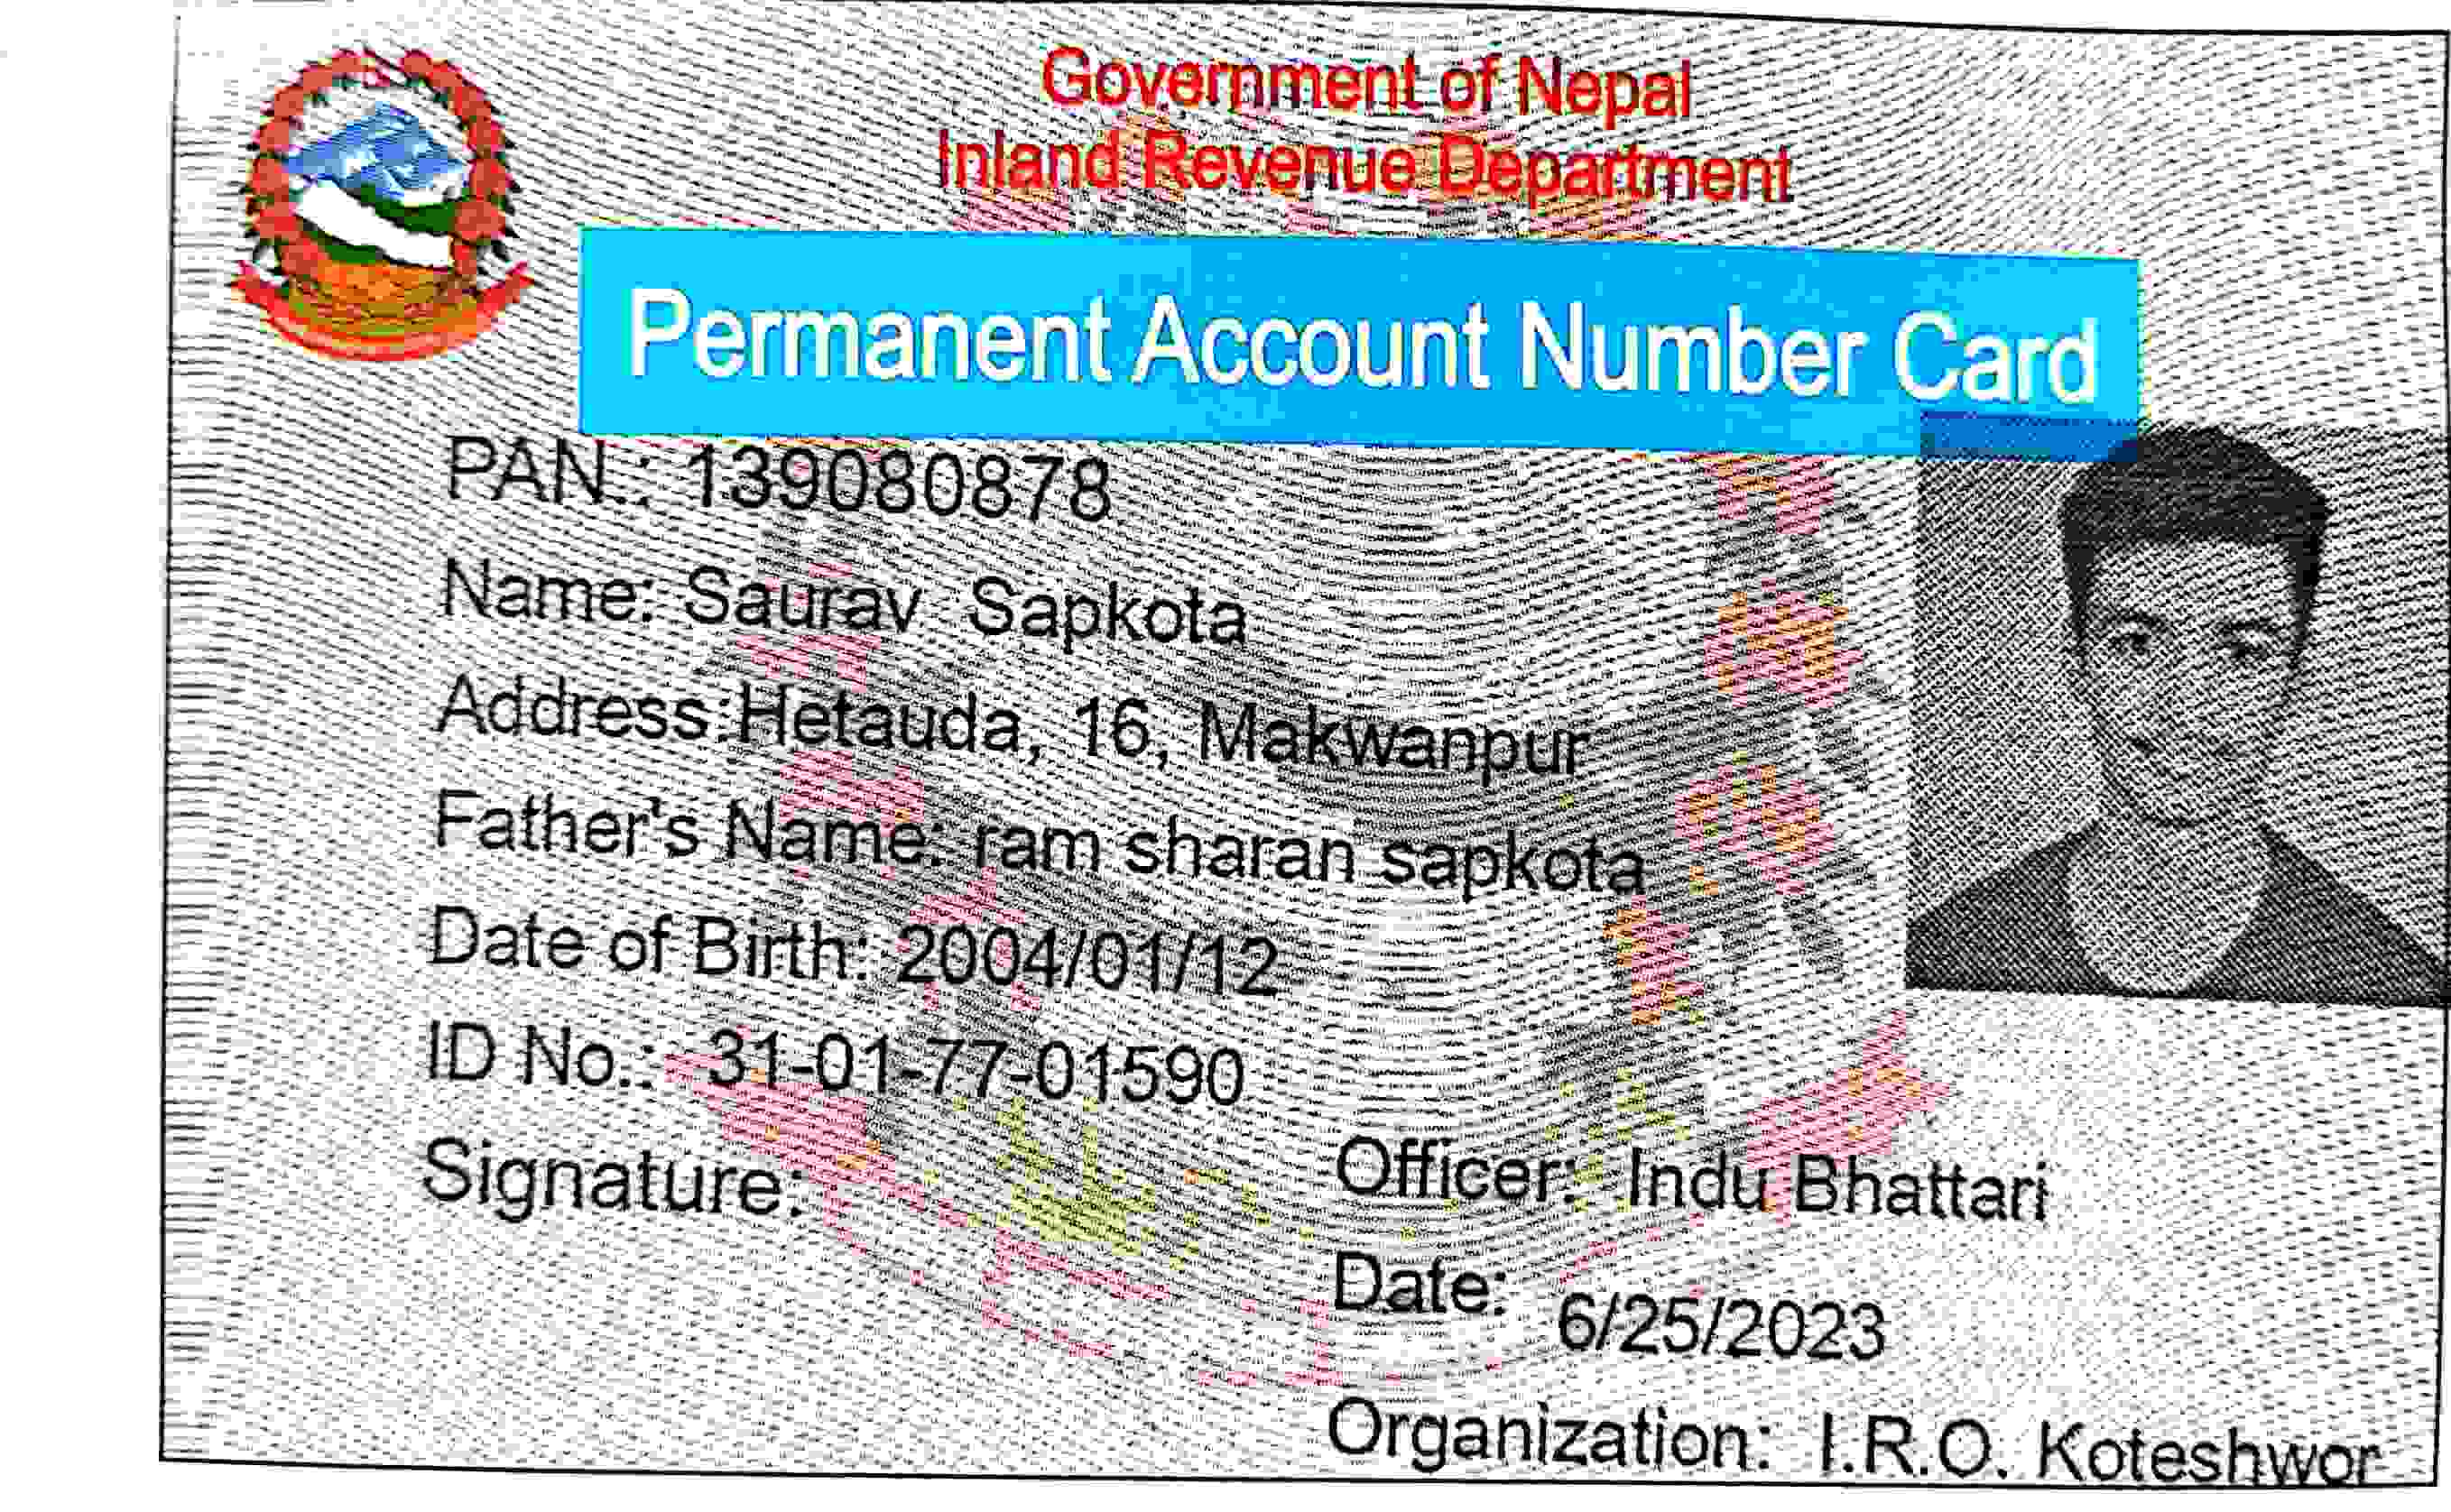 Government of Nepal
Inland Revenue Department
Permanent Account Number Card
PAN.: 139080878
Name: Saurav Sapkota
Address:Hetauda, 16, Makwanpur
Father's Name: ram sharan sapkota
Date of Birth: 2004/01/12
ID No.: 31-01-77-01590
Signature:
Officer: Indu Bhattari
Date: 6/25/2023
Organization: I.R.O. Koteshwor